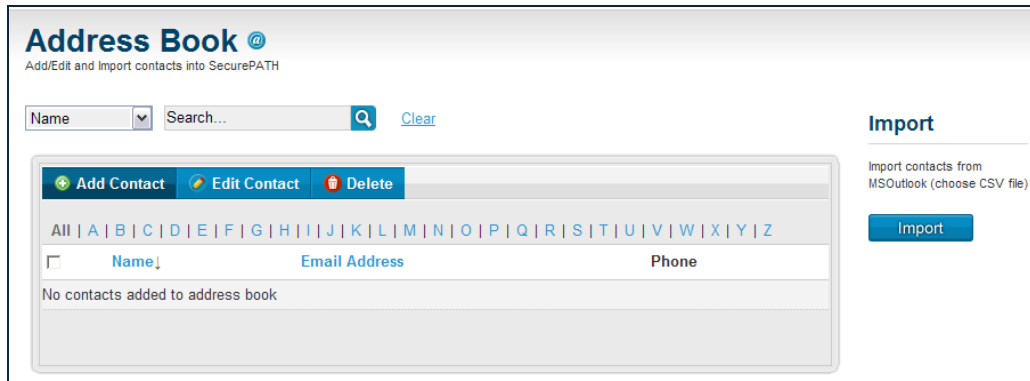 Address Book @
Add/Edit and Import contacts into SecurePATH
Name Search... Clear
Import
Import contacts from
MSOutlook (choose CSV file)
Import
Add Contact Edit Contact Delete
All | A | B | C | D | E | F | G | H | I | J | K | L | M | N | O | P | Q | R | S | T | U | V | W | X | Y | Z
Name↓ Email Address Phone
No contacts added to address book